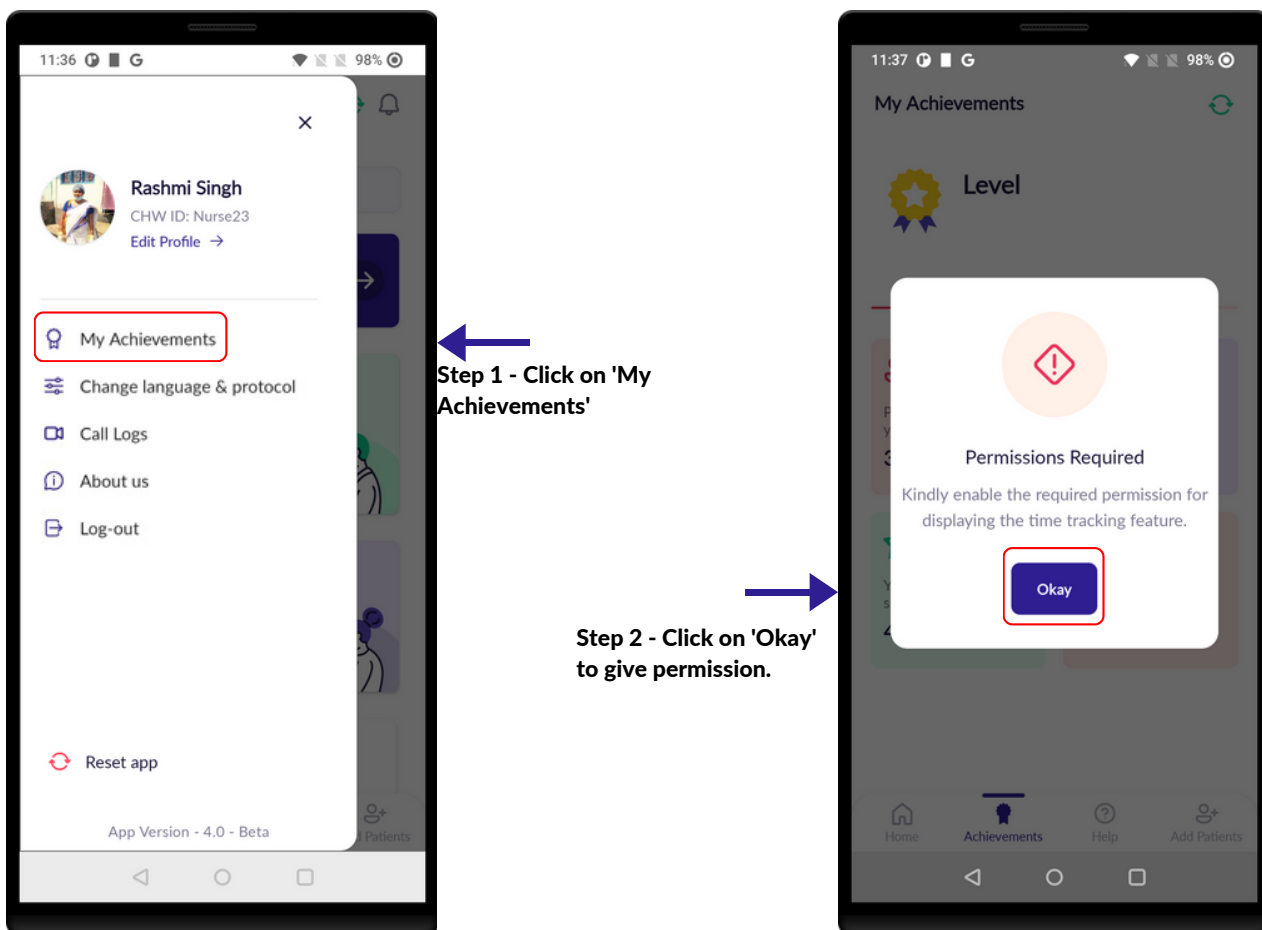 11:36 G 98%
Rashmi Singh
CHW ID: Nurse23
Edit Profile →
My Achievements
Change language & protocol
Call Logs
About us
Log-out
Reset app
App Version - 4.0 - Beta
Patients
Step 1 - Click on 'My
Achievements'
Step 2 - Click on 'Okay'
to give permission.
11:37 G 98%
My Achievements
Level
Permissions Required
Kindly enable the required permission for
displaying the time tracking feature.
Okay
Home Achievements Help Add Patients